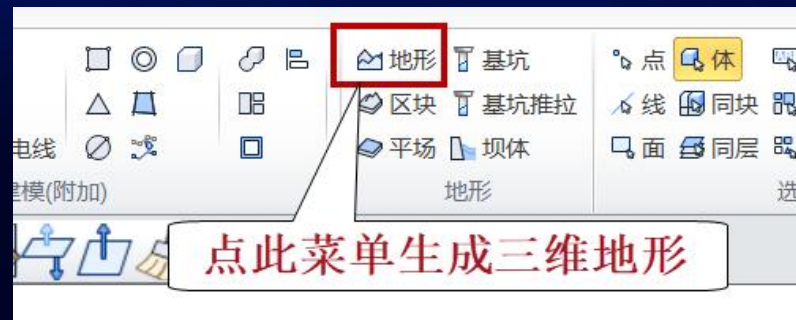 地形 基坑 点 体
区块 基坑推拉 线 同块
电线 平场 坝体 面 同层
模(附加) 地形 选
点此菜单生成三维地形